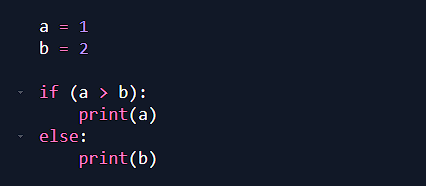 a = 1
b = 2
if (a > b):
    print(a)
else:
    print(b)